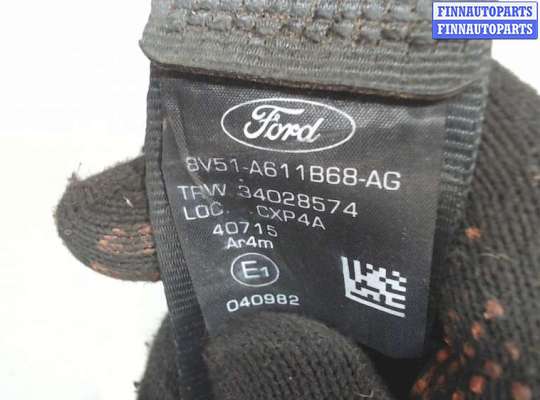 FINNAUTOPARTS
FINNAUTOPARTS
Ford
8V51-A611B68-AG
TRW 34028574
LOC. CXP4A
40715
Ar4m
E1
040982